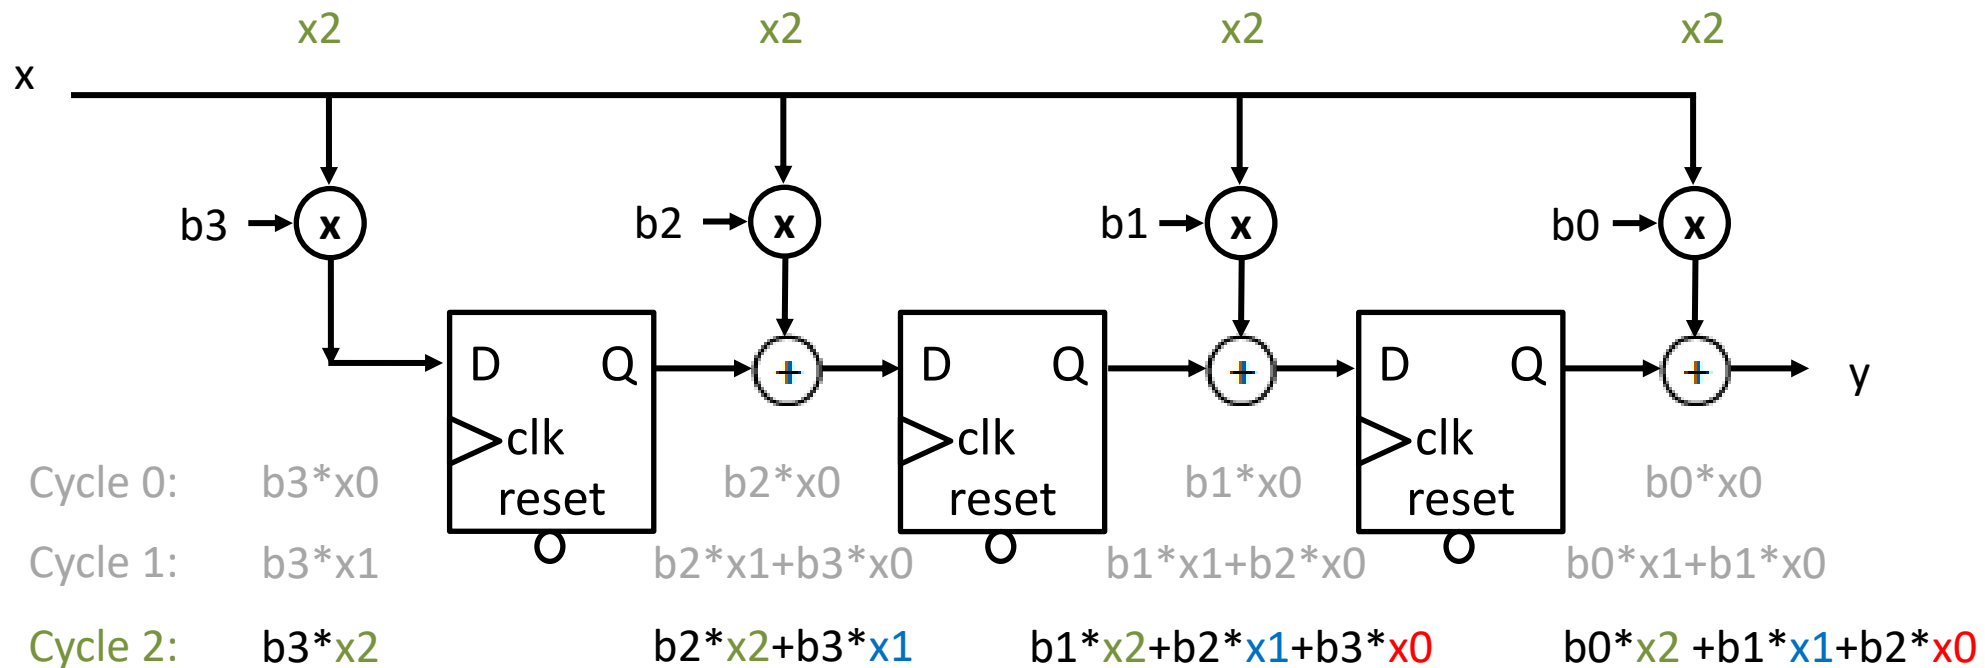 x2 x2 x2 x2
x
b3 x b2 x b1 x b0 x
D Q + D Q + D Q + y
clk clk clk
Cycle 0: b3*x0 b2*x0 b1*x0 b0*x0
reset reset reset
Cycle 1: b3*x1 b2*x1+b3*x0 b1*x1+b2*x0 b0*x1+b1*x0
Cycle 2: b3*x2 b2*x2+b3*x1 b1*x2+b2*x1+b3*x0 b0*x2 +b1*x1+b2*x0